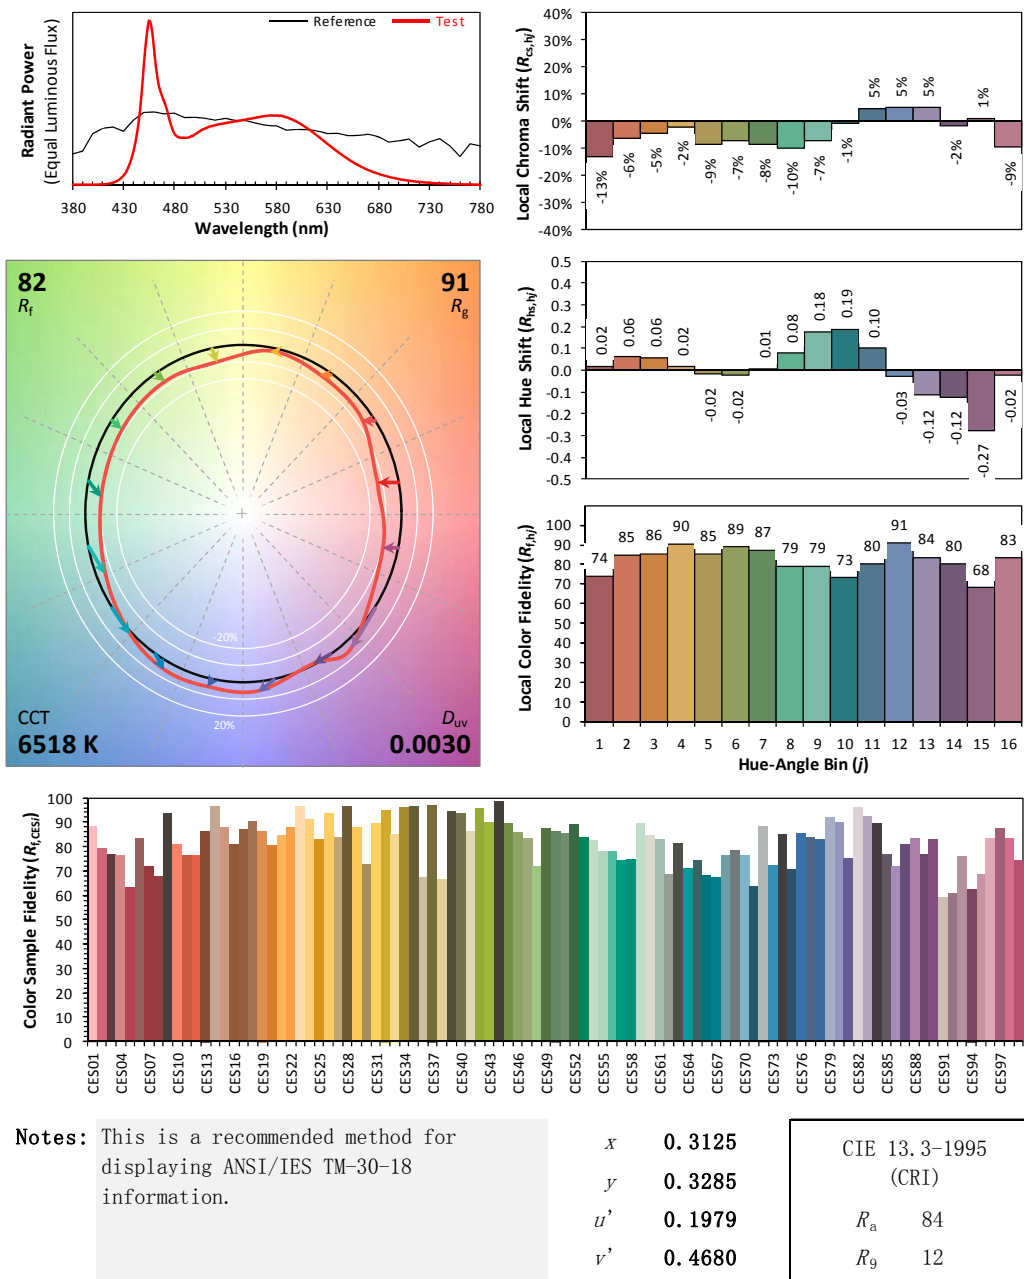 Radiant Power
(Equal Luminous Flux)
Reference
Test
380 430 480 530 580 630 680 730 780
Wavelength (nm)
Local Chroma Shift (Rcs,hj)
40%
30%
20%
10%
0%
-10%
-20%
-30%
-40%
-13% -6% -5% -2% -9% -7% -8% -10% -7% -1% 5% 5% 5% -2% 1% -9%
82
Rf
91
Rg
-20%
20%
CCT
6518 K
Duv
0.0030
Local Hue Shift (Rhs,hj)
0.5
0.4
0.3
0.2
0.1
0.0
-0.1
-0.2
-0.3
-0.4
-0.5
0.02 0.06 0.06 0.02 -0.02 -0.02 0.01 0.08 0.18 0.19 0.10 -0.03 -0.12 -0.12 -0.27 -0.02
Local Color Fidelity (Rf,hj)
100
90
80
70
60
50
40
30
20
10
0
74 85 86 90 85 89 87 79 79 73 80 91 84 80 68 83
1 2 3 4 5 6 7 8 9 10 11 12 13 14 15 16
Hue-Angle Bin (j)
Color Sample Fidelity (Rf,CESi)
100
90
80
70
60
50
40
30
20
10
0
CES01 CES04 CES07 CES10 CES13 CES16 CES19 CES22 CES25 CES28 CES31 CES34 CES37 CES40 CES43 CES46 CES49 CES52 CES55 CES58 CES61 CES64 CES67 CES70 CES73 CES76 CES79 CES82 CES85 CES88 CES91 CES94 CES97
Notes: This is a recommended method for
displaying ANSI/IES TM-30-18
information.
x 0.3125
y 0.3285
u' 0.1979
v' 0.4680
CIE 13.3-1995
(CRI)
Ra 84
R9 12